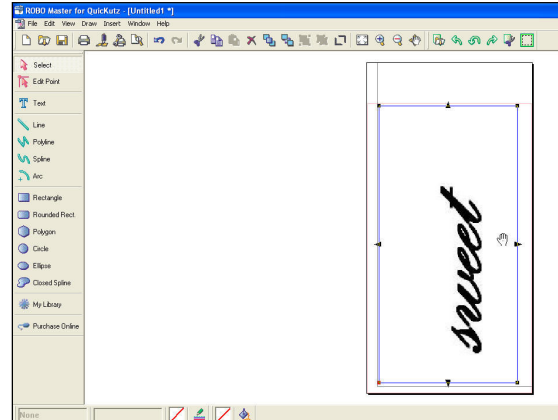 ROBO Master for QuicKutz - [Untitled1 *]
File Edit View Draw Insert Window Help
Select
Edit Point
Text
Line
Polyline
Spline
Arc
Rectangle
Rounded Rect.
Polygon
Circle
Ellipse
Closed Spline
My Library
Purchase Online
sweet
None